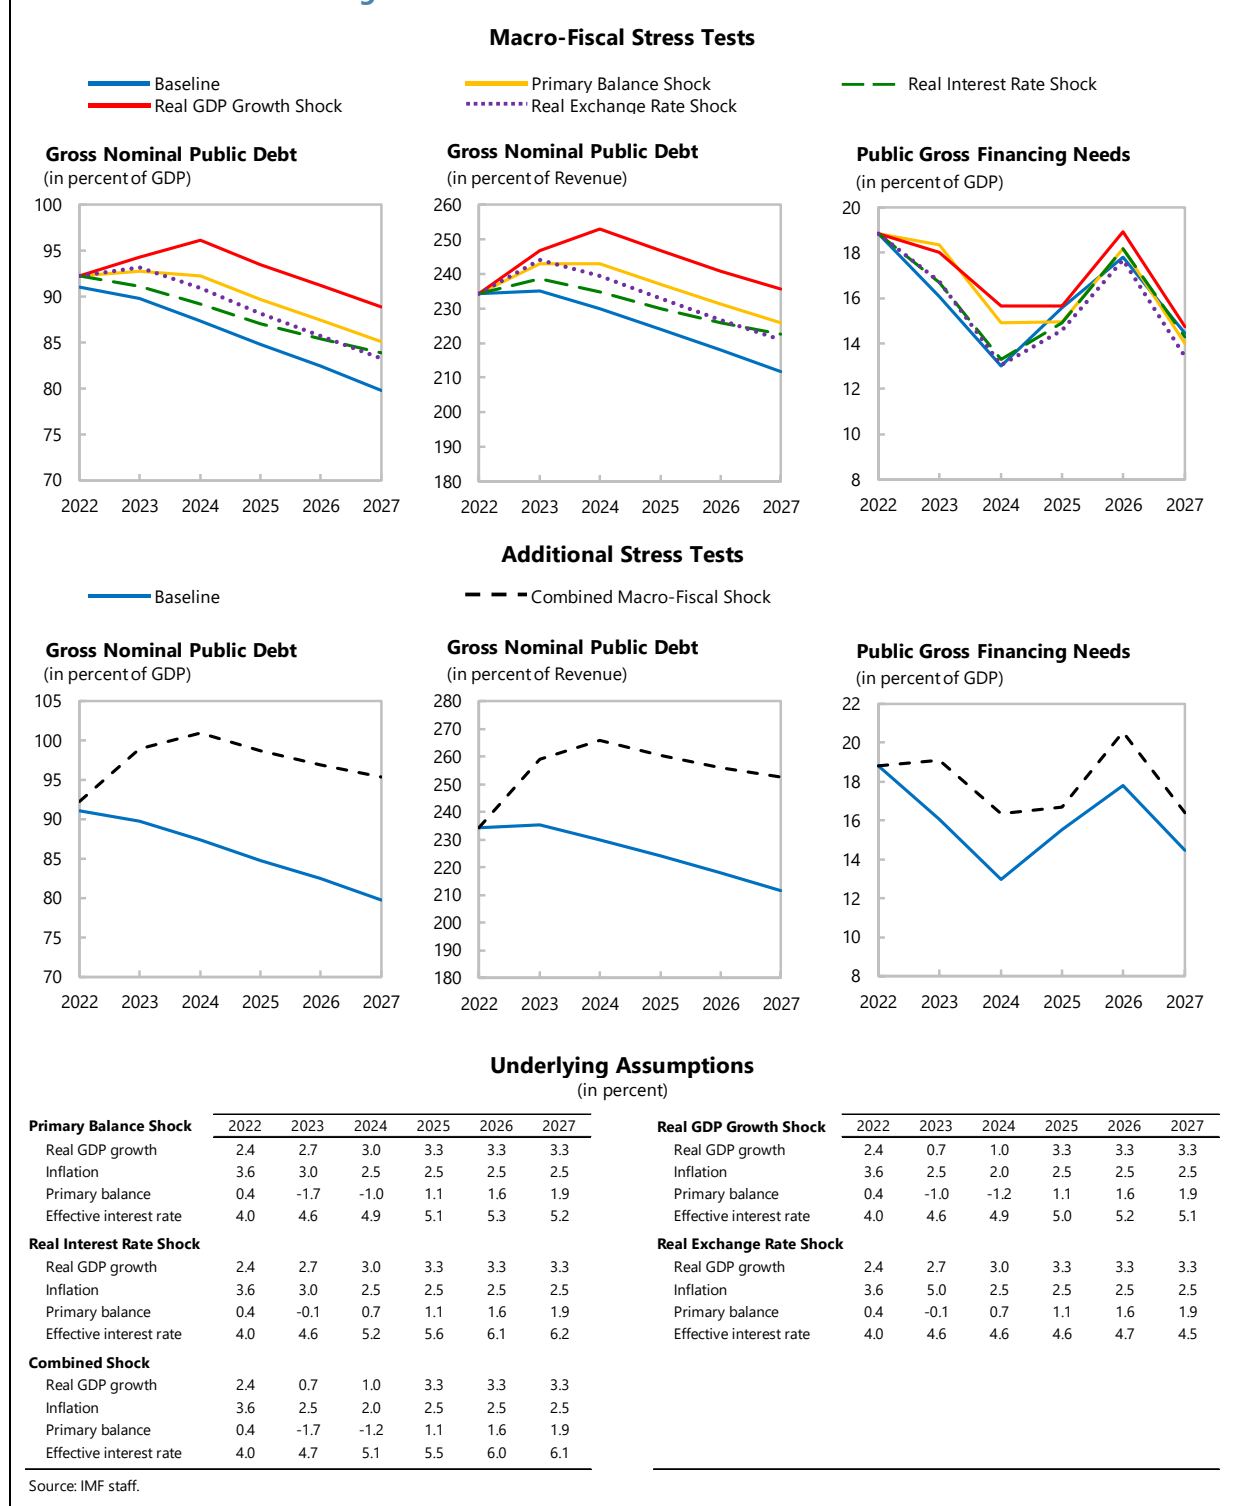 Macro-Fiscal Stress Tests
Baseline
Primary Balance Shock
Real Interest Rate Shock
Real GDP Growth Shock
Real Exchange Rate Shock
Gross Nominal Public Debt
(in percent of GDP)
100
95
90
85
80
75
70
2022 2023 2024 2025 2026 2027
Gross Nominal Public Debt
(in percent of Revenue)
260
250
240
230
220
210
200
190
180
2022 2023 2024 2025 2026 2027
Public Gross Financing Needs
(in percent of GDP)
20
18
16
14
12
10
8
2022 2023 2024 2025 2026 2027
Additional Stress Tests
Baseline
Combined Macro-Fiscal Shock
Gross Nominal Public Debt
(in percent of GDP)
105
100
95
90
85
80
75
70
2022 2023 2024 2025 2026 2027
Gross Nominal Public Debt
(in percent of Revenue)
280
270
260
250
240
230
220
210
200
190
180
2022 2023 2024 2025 2026 2027
Public Gross Financing Needs
(in percent of GDP)
22
20
18
16
14
12
10
8
2022 2023 2024 2025 2026 2027
Underlying Assumptions
(in percent)
Primary Balance Shock 2022 2023 2024 2025 2026 2027
Real GDP growth 2.4 2.7 3.0 3.3 3.3 3.3
Inflation 3.6 3.0 2.5 2.5 2.5 2.5
Primary balance 0.4 -1.7 -1.0 1.1 1.6 1.9
Effective interest rate 4.0 4.6 4.9 5.1 5.3 5.2
Real Interest Rate Shock
Real GDP growth 2.4 2.7 3.0 3.3 3.3 3.3
Inflation 3.6 3.0 2.5 2.5 2.5 2.5
Primary balance 0.4 -0.1 0.7 1.1 1.6 1.9
Effective interest rate 4.0 4.6 5.2 5.6 6.1 6.2
Combined Shock
Real GDP growth 2.4 0.7 1.0 3.3 3.3 3.3
Inflation 3.6 2.5 2.0 2.5 2.5 2.5
Primary balance 0.4 -1.7 -1.2 1.1 1.6 1.9
Effective interest rate 4.0 4.7 5.1 5.5 6.0 6.1
Real GDP Growth Shock 2022 2023 2024 2025 2026 2027
Real GDP growth 2.4 0.7 1.0 3.3 3.3 3.3
Inflation 3.6 2.5 2.0 2.5 2.5 2.5
Primary balance 0.4 -1.0 -1.2 1.1 1.6 1.9
Effective interest rate 4.0 4.6 4.9 5.0 5.2 5.1
Real Exchange Rate Shock
Real GDP growth 2.4 2.7 3.0 3.3 3.3 3.3
Inflation 3.6 5.0 2.5 2.5 2.5 2.5
Primary balance 0.4 -0.1 0.7 1.1 1.6 1.9
Effective interest rate 4.0 4.6 4.6 4.6 4.7 4.5
Source: IMF staff.